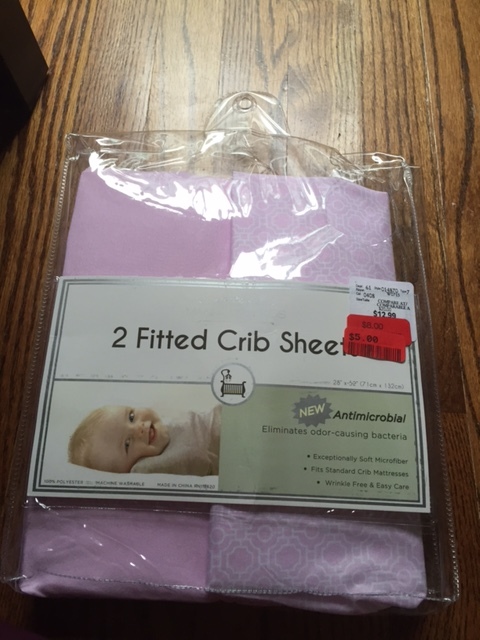 $12.99
$8.00
$5.00
2 Fitted Crib Sheet
28" x 52" (71cm x 132cm)
NEW Antimicrobial
Eliminates odor-causing bacteria
• Exceptionally Soft Microfiber
• Fits Standard Crib Mattresses
• Wrinkle Free & Easy Care
100% POLYESTER
MACHINE WASHABLE
MADE IN CHINA